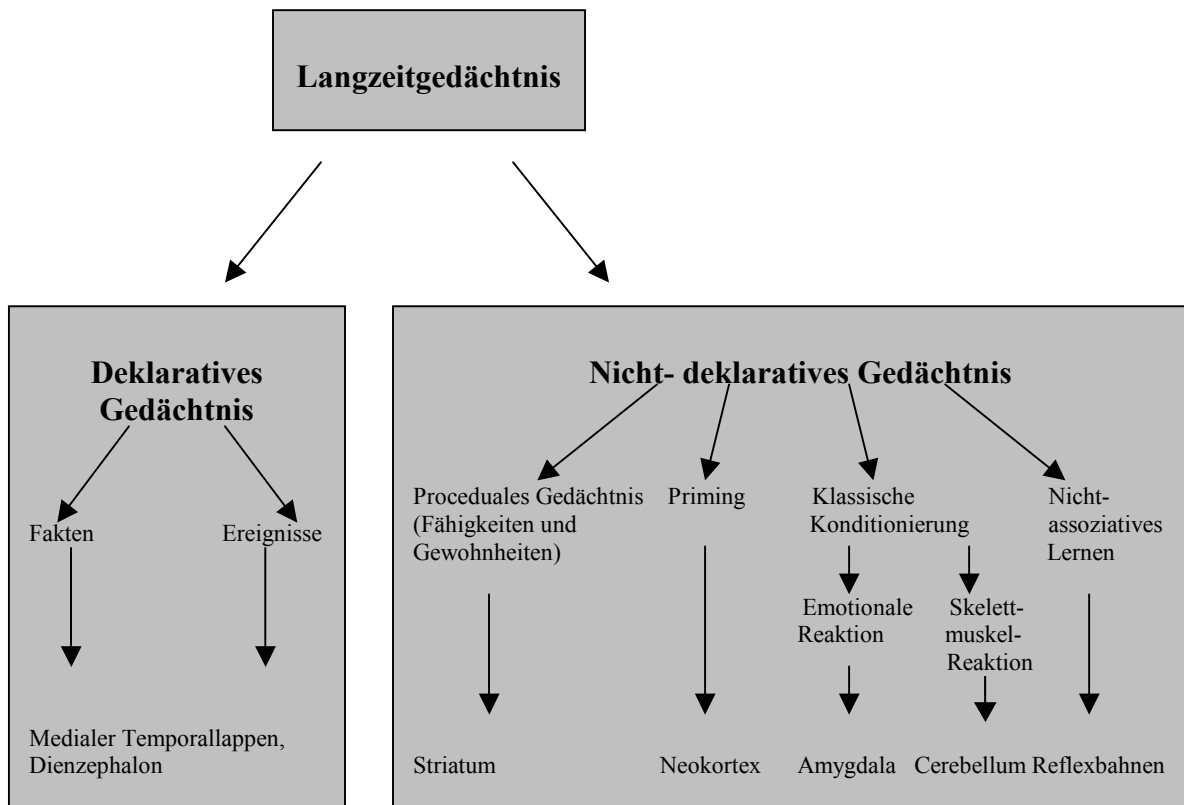 Langzeitgedächtnis
Deklaratives
Gedächtnis
Fakten
Ereignisse
Medialer Temporallappen,
Dienzephalon
Nicht- deklaratives Gedächtnis
Proceduales Gedächtnis
(Fähigkeiten und
Gewohnheiten)
Priming
Klassische
Konditionierung
Nicht-
assoziatives
Lernen
Emotionale
Reaktion
Skelett-
muskel-
Reaktion
Striatum
Neokortex
Amygdala
Cerebellum
Reflexbahnen